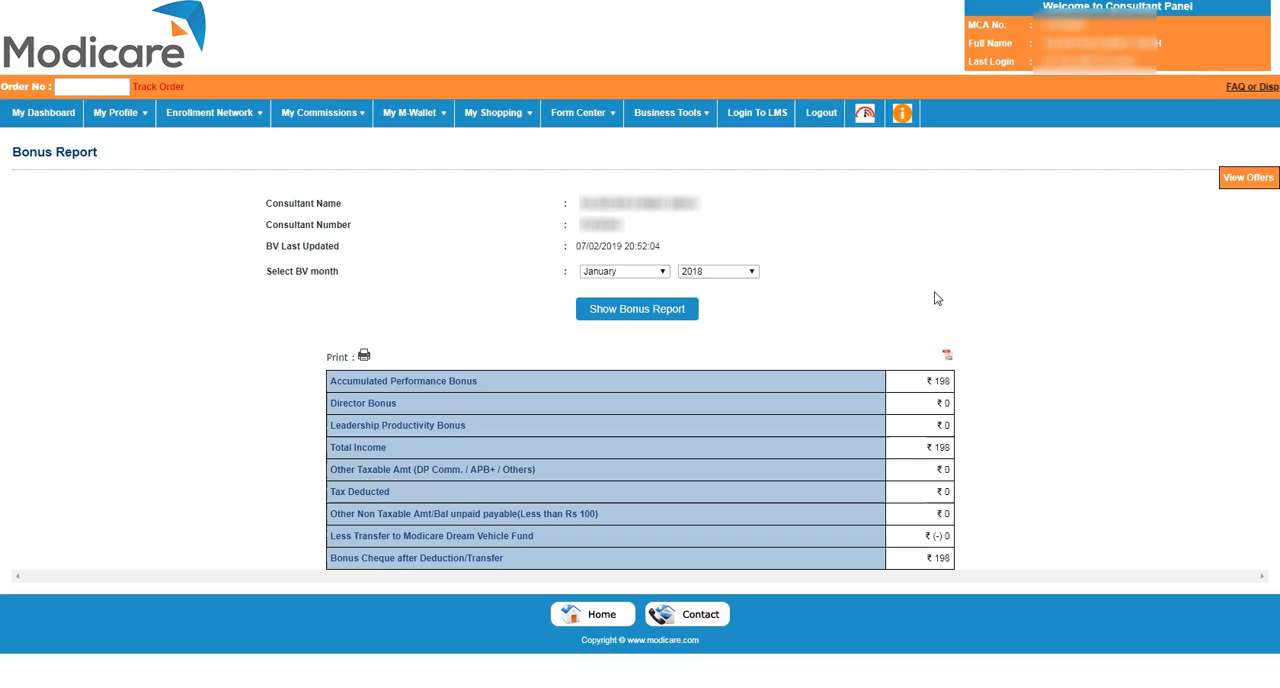 Modicare
Welcome to Consultant Panel
MCA No. :
Full Name : H
Last Login :
Order No : Track Order
FAQ or Disp
My Dashboard My Profile Enrollment Network My Commissions My M-Wallet My Shopping Form Center Business Tools Login To LMS Logout
Bonus Report
View Offers
Consultant Name :
Consultant Number :
BV Last Updated : 07/02/2019 20:52:04
Select BV month : January 2018
Show Bonus Report
Print :
Accumulated Performance Bonus ₹ 198
Director Bonus ₹ 0
Leadership Productivity Bonus ₹ 0
Total Income ₹ 198
Other Taxable Amt (DP Comm. / APB+ / Others) ₹ 0
Tax Deducted ₹ 0
Other Non Taxable Amt/Bal unpaid payable(Less than Rs 100) ₹ 0
Less Transfer to Modicare Dream Vehicle Fund ₹ (-) 0
Bonus Cheque after Deduction/Transfer ₹ 198
Home Contact
Copyright © www.modicare.com